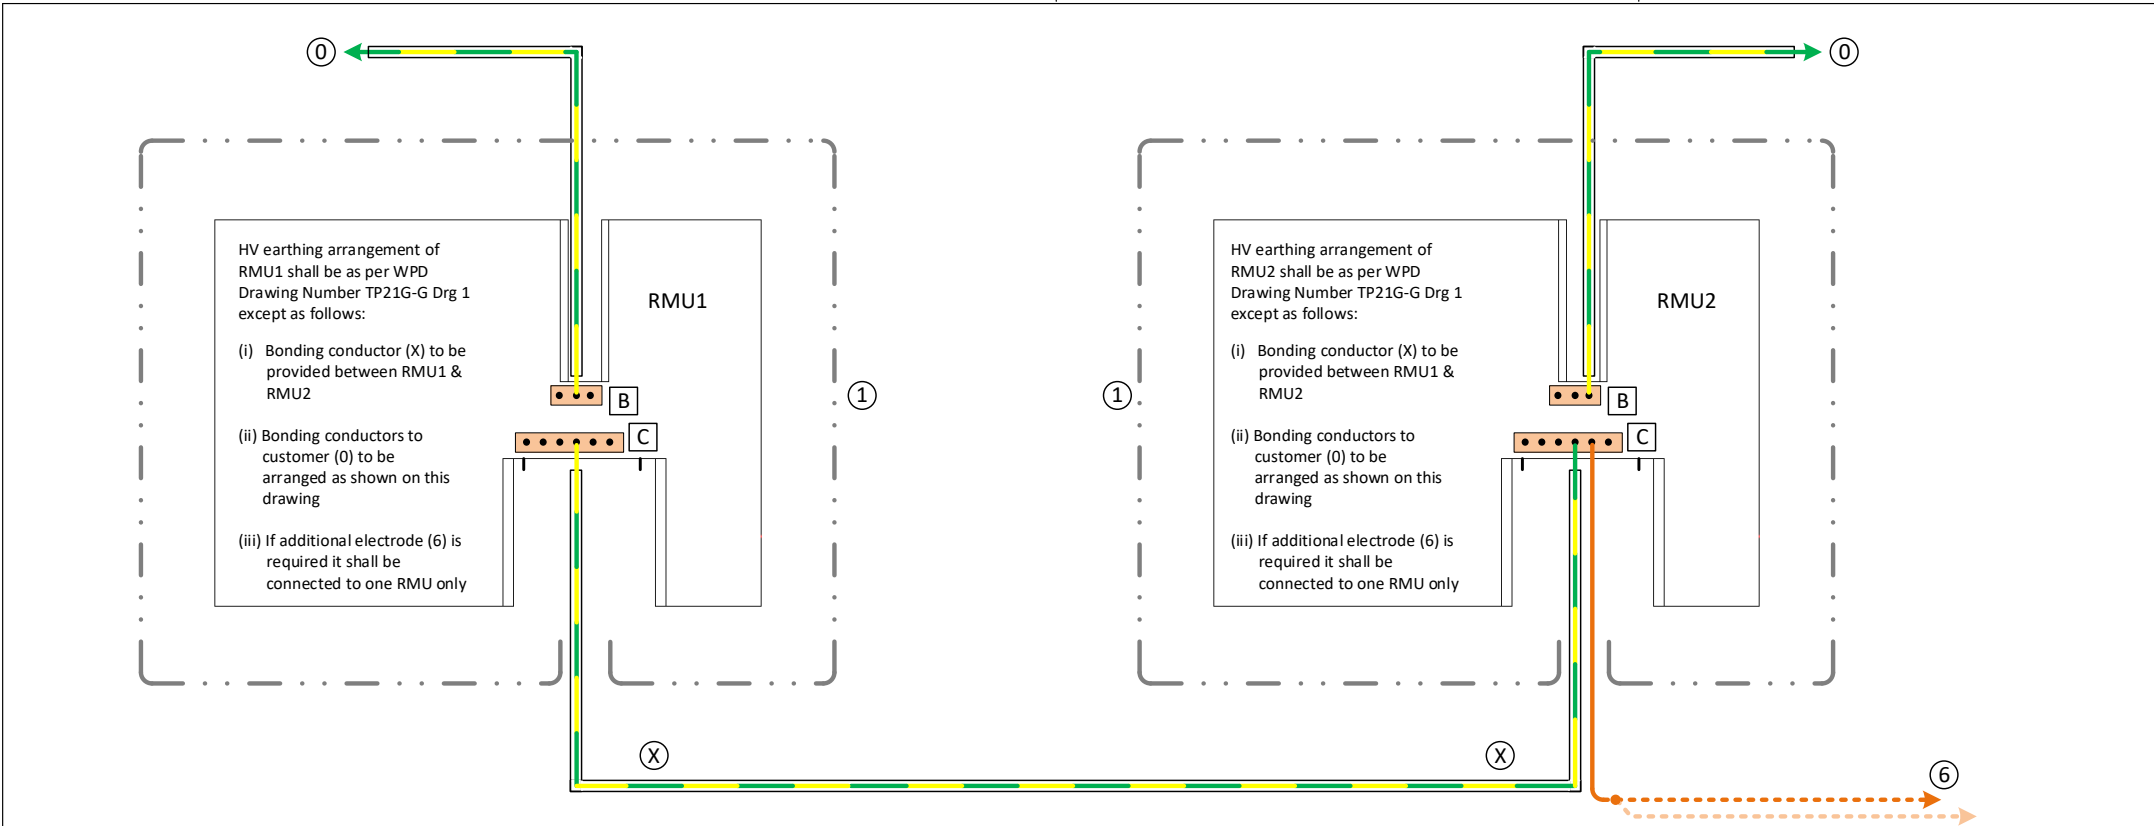 0
0
HV earthing arrangement of
RMU1 shall be as per WPD
Drawing Number TP21G-G Drg 1
except as follows:
(i) Bonding conductor (X) to be
provided between RMU1 &
RMU2
(ii) Bonding conductors to
customer (0) to be
arranged as shown on this
drawing
(iii) If additional electrode (6) is
required it shall be
connected to one RMU only
RMU1
B
C
1
1
HV earthing arrangement of
RMU2 shall be as per WPD
Drawing Number TP21G-G Drg 1
except as follows:
(i) Bonding conductor (X) to be
provided between RMU1 &
RMU2
(ii) Bonding conductors to
customer (0) to be
arranged as shown on this
drawing
(iii) If additional electrode (6) is
required it shall be
connected to one RMU only
RMU2
B
C
X
X
6